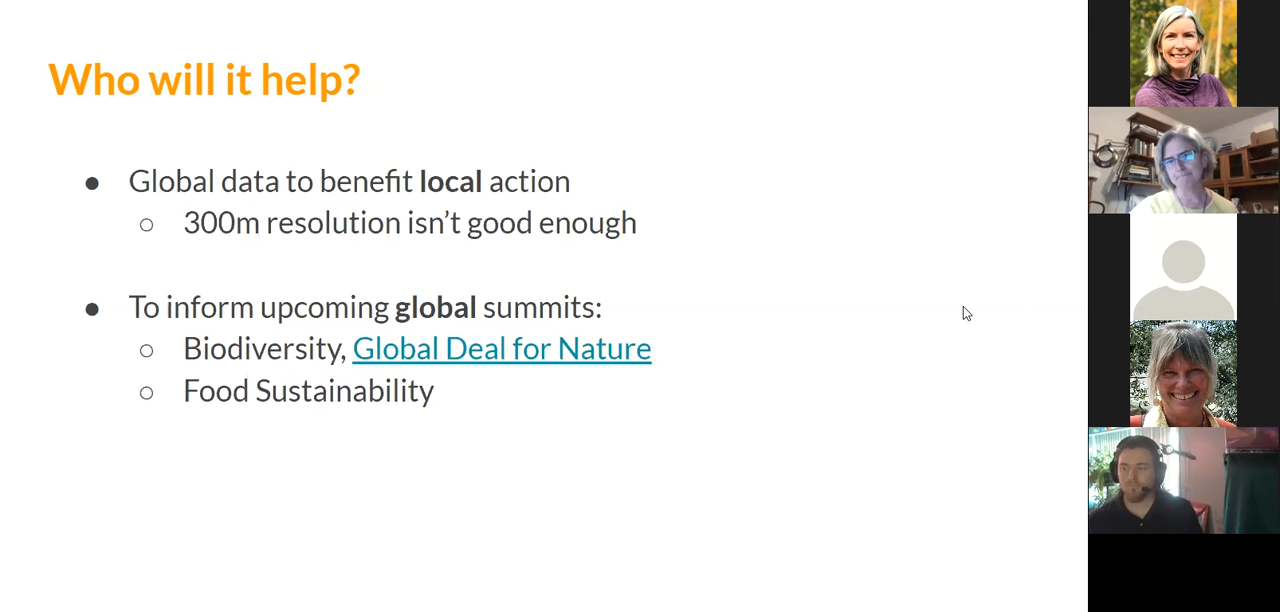 Who will it help?
● Global data to benefit local action
○ 300m resolution isn’t good enough
● To inform upcoming global summits:
○ Biodiversity, Global Deal for Nature
○ Food Sustainability